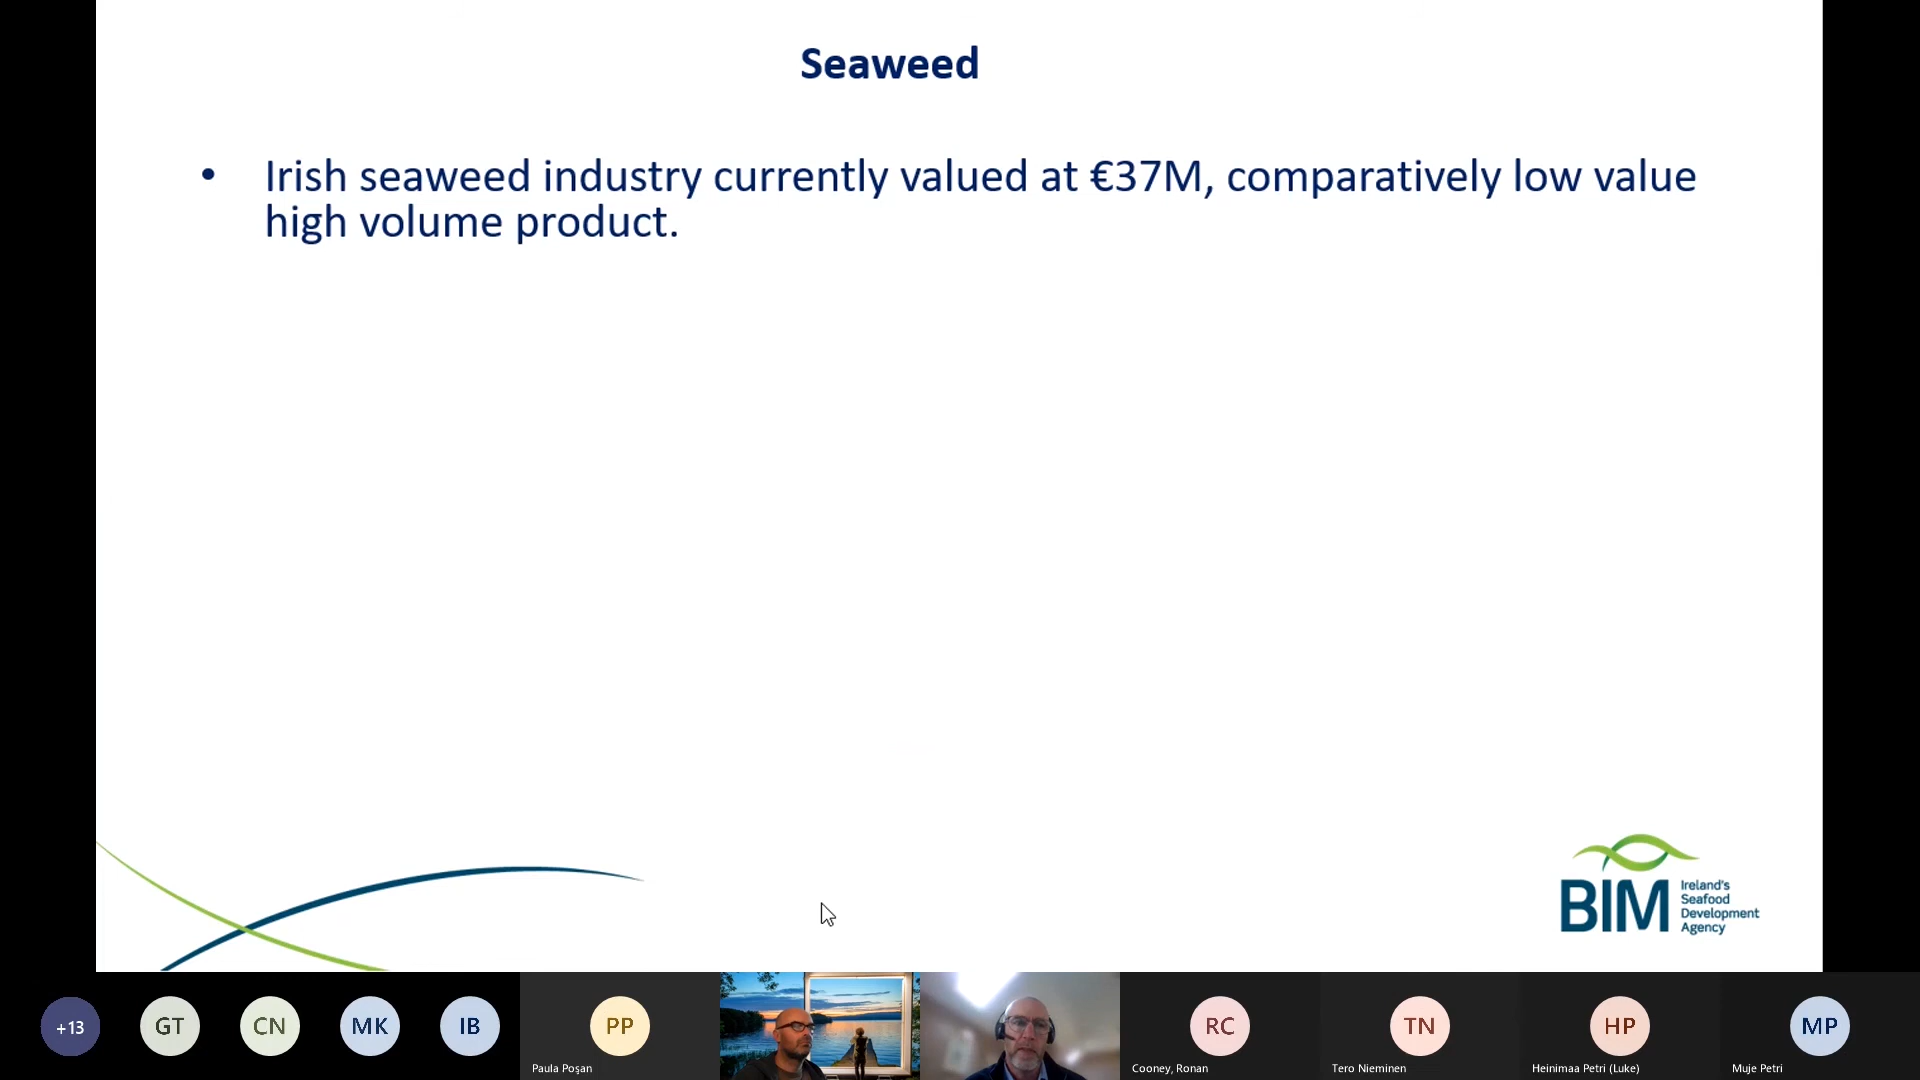 Seaweed
• Irish seaweed industry currently valued at €37M, comparatively low value
high volume product.
BIM
Ireland's
Seafood
Development
Agency
+13
GT
CN
MK
IB
PP
Paula Poşan
RC
Cooney, Ronan
TN
Tero Nieminen
HP
Heinimaa Petri (Luke)
MP
Muje Petri